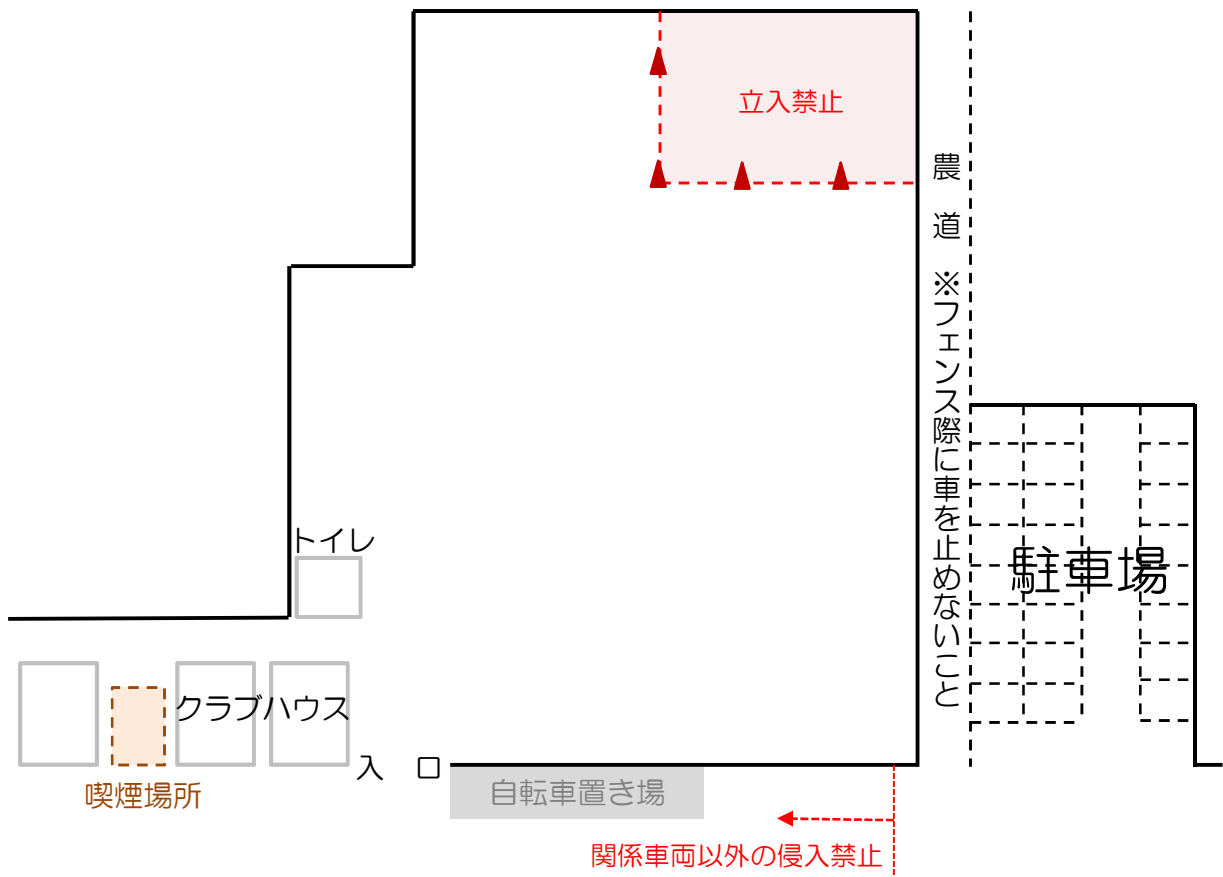 立入禁止
農 道 ※フェンス際に車を止めないこと
トイレ
駐車場
クラブハウス
入 口
自転車置き場
喫煙場所
関係車両以外の侵入禁止